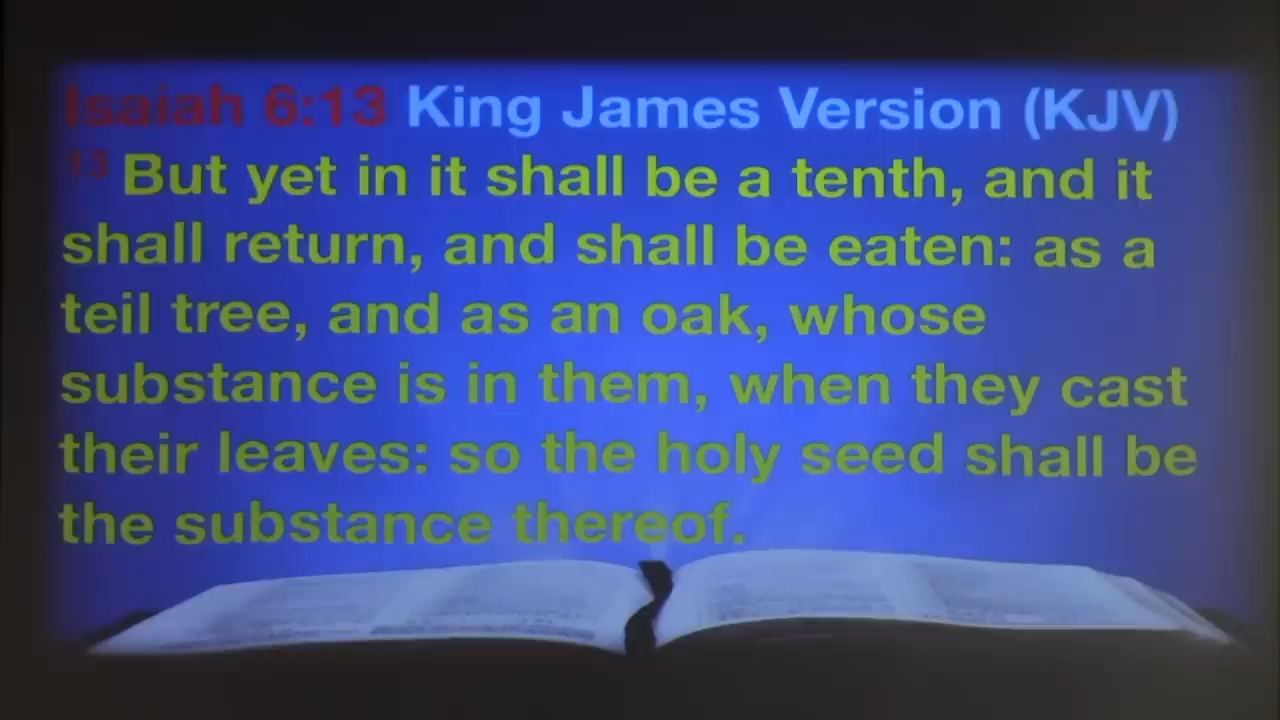 Isaiah 6:13 King James Version (KJV)
13 But yet in it shall be a tenth, and it
shall return, and shall be eaten: as a
teil tree, and as an oak, whose
substance is in them, when they cast
their leaves: so the holy seed shall be
the substance thereof.